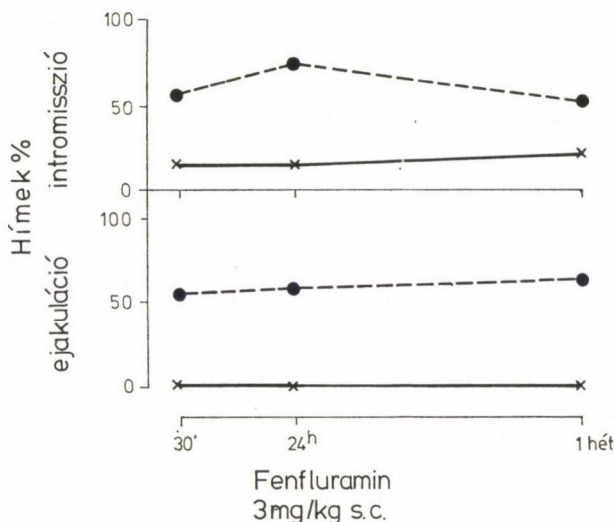 Hímek %
intromisszió
100
50
0
ejakuláció
100
50
0
30'
24h
1 hét
Fenfluramin
3mg/kg s.c.